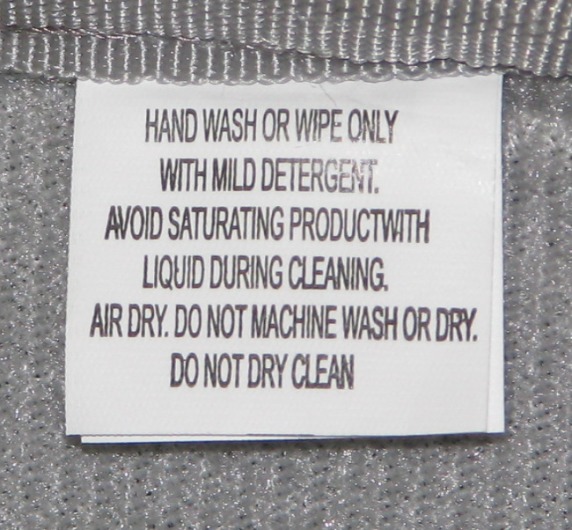 HAND WASH OR WIPE ONLY
WITH MILD DETERGENT.
AVOID SATURATING PRODUCTWITH
LIQUID DURING CLEANING.
AIR DRY. DO NOT MACHINE WASH OR DRY.
DO NOT DRY CLEAN